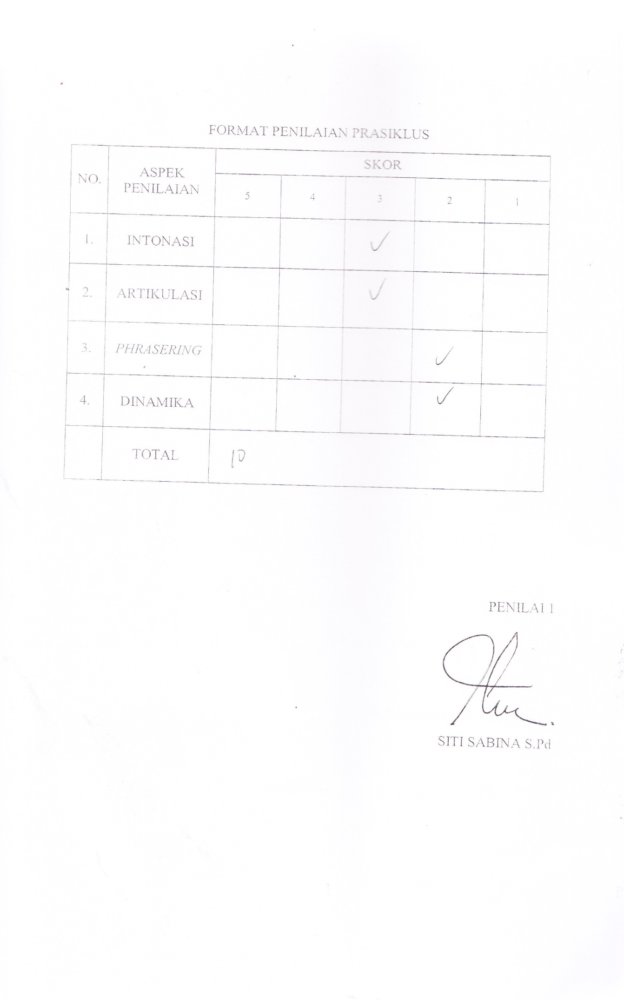 FORMAT PENILAIAN PRASIKLUS
NO. ASPEK PENILAIAN SKOR
5 4 3 2 1
1. INTONASI ✓
2. ARTIKULASI ✓
3. PHRASERING ✓
4. DINAMIKA ✓
TOTAL 10
PENILAI 1
SITI SABINA S.Pd